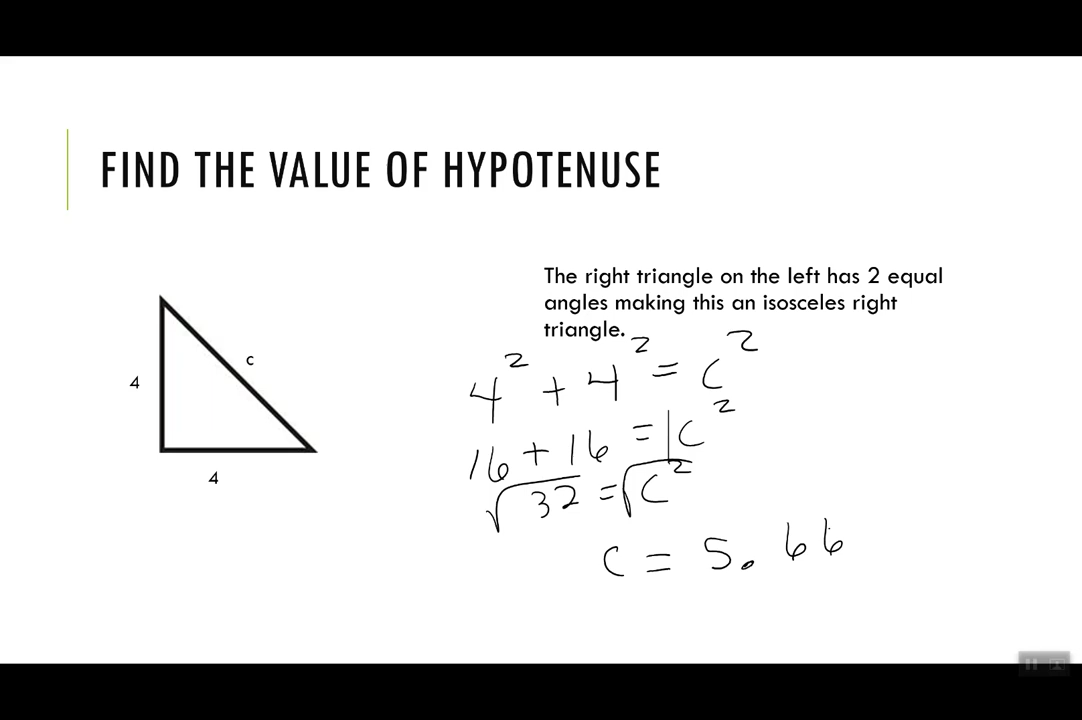 FIND THE VALUE OF HYPOTENUSE
The right triangle on the left has 2 equal
angles making this an isosceles right
triangle.
4
c
4
4² + 4² = c²
16 + 16 = c²
√32 = √c²
c = 5.66